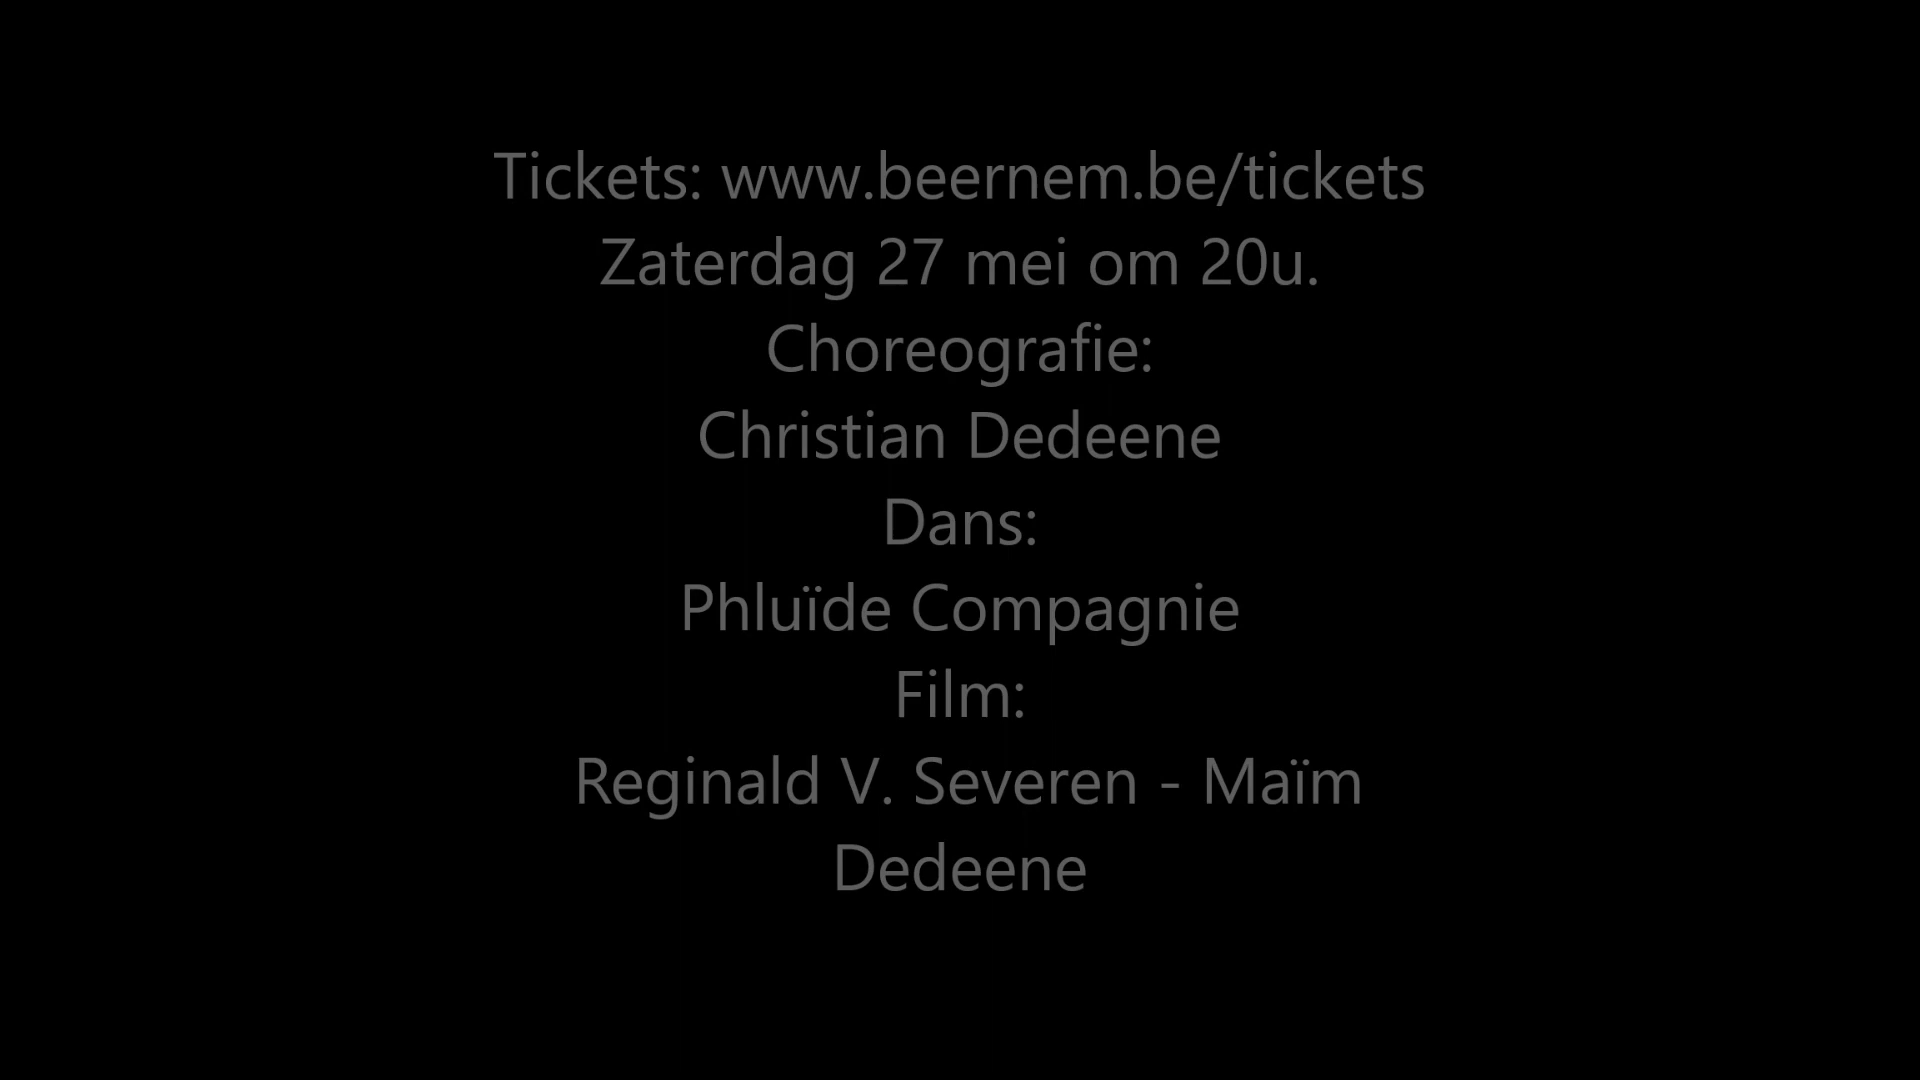 Tickets: www.beernem.be/tickets
Zaterdag 27 mei om 20u.
Choreografie:
Christian Dedeene
Dans:
Phluïde Compagnie
Film:
Reginald V. Severen - Maïm
Dedeene